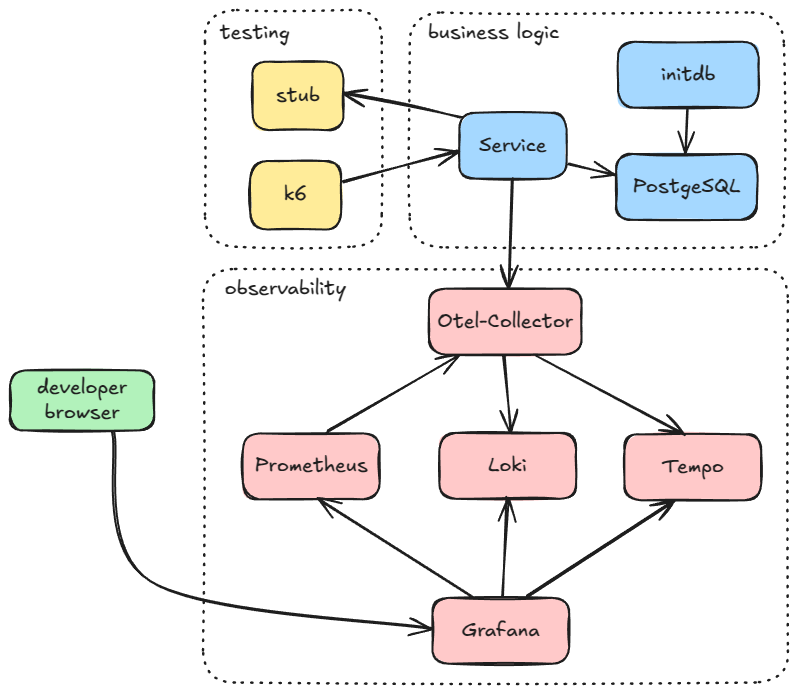 testing
business logic
stub
initdb
Service
k6
PostgeSQL
observability
Otel-Collector
developer
browser
Prometheus
Loki
Tempo
Grafana